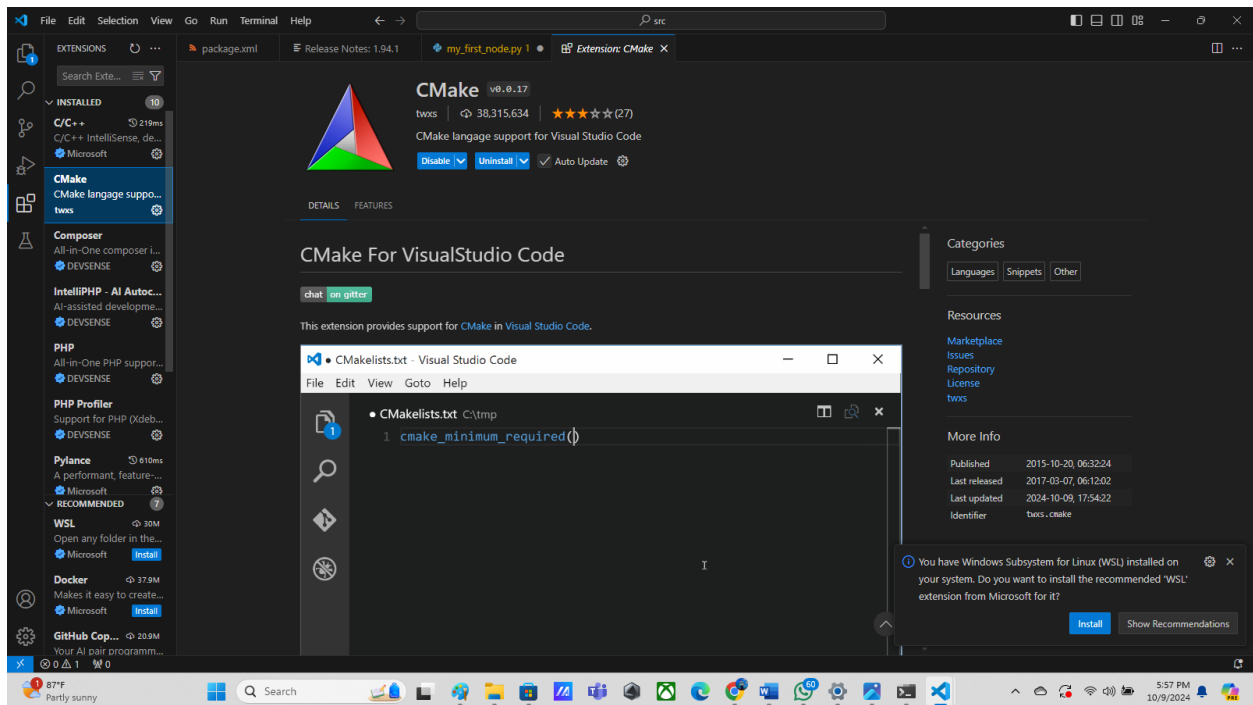 File Edit Selection View Go Run Terminal Help
src
EXTENSIONS
package.xml
Release Notes: 1.94.1
my_first_node.py 1
Extension: CMake
Search Exte...
INSTALLED
10
C/C++ 219ms
C/C++ IntelliSense, de...
Microsoft
CMake
CMake langage suppo...
twxs
Composer
All-in-One composer i...
DEVSENSE
IntelliPHP - AI Autoc...
AI-assisted developme...
DEVSENSE
PHP
All-in-One PHP suppor...
DEVSENSE
PHP Profiler
Support for PHP (Xdeb...
DEVSENSE
Pylance 610ms
A performant, feature-...
Microsoft
RECOMMENDED 7
WSL 30M
Open any folder in the...
Microsoft Install
Docker 37.9M
Makes it easy to create...
Microsoft Install
GitHub Cop... 20.9M
Your AI pair programm...
CMake v0.0.17
twxs 38,315,634 (27)
CMake langage support for Visual Studio Code
Disable Uninstall Auto Update
DETAILS FEATURES
CMake For VisualStudio Code
chat on gitter
This extension provides support for CMake in Visual Studio Code.
CMakelists.txt - Visual Studio Code
File Edit View Goto Help
CMakelists.txt C:\tmp
1 cmake_minimum_required()
1
Categories
Languages Snippets Other
Resources
Marketplace
Issues
Repository
License
twxs
More Info
Published 2015-10-20, 06:32:24
Last released 2017-03-07, 06:12:02
Last updated 2024-10-09, 17:54:22
Identifier twxs.cmake
You have Windows Subsystem for Linux (WSL) installed on
your system. Do you want to install the recommended 'WSL'
extension from Microsoft for it?
Install Show Recommendations
0 1 0
1
87°F
Partly sunny
Search
60
5:57 PM
10/9/2024
PRE